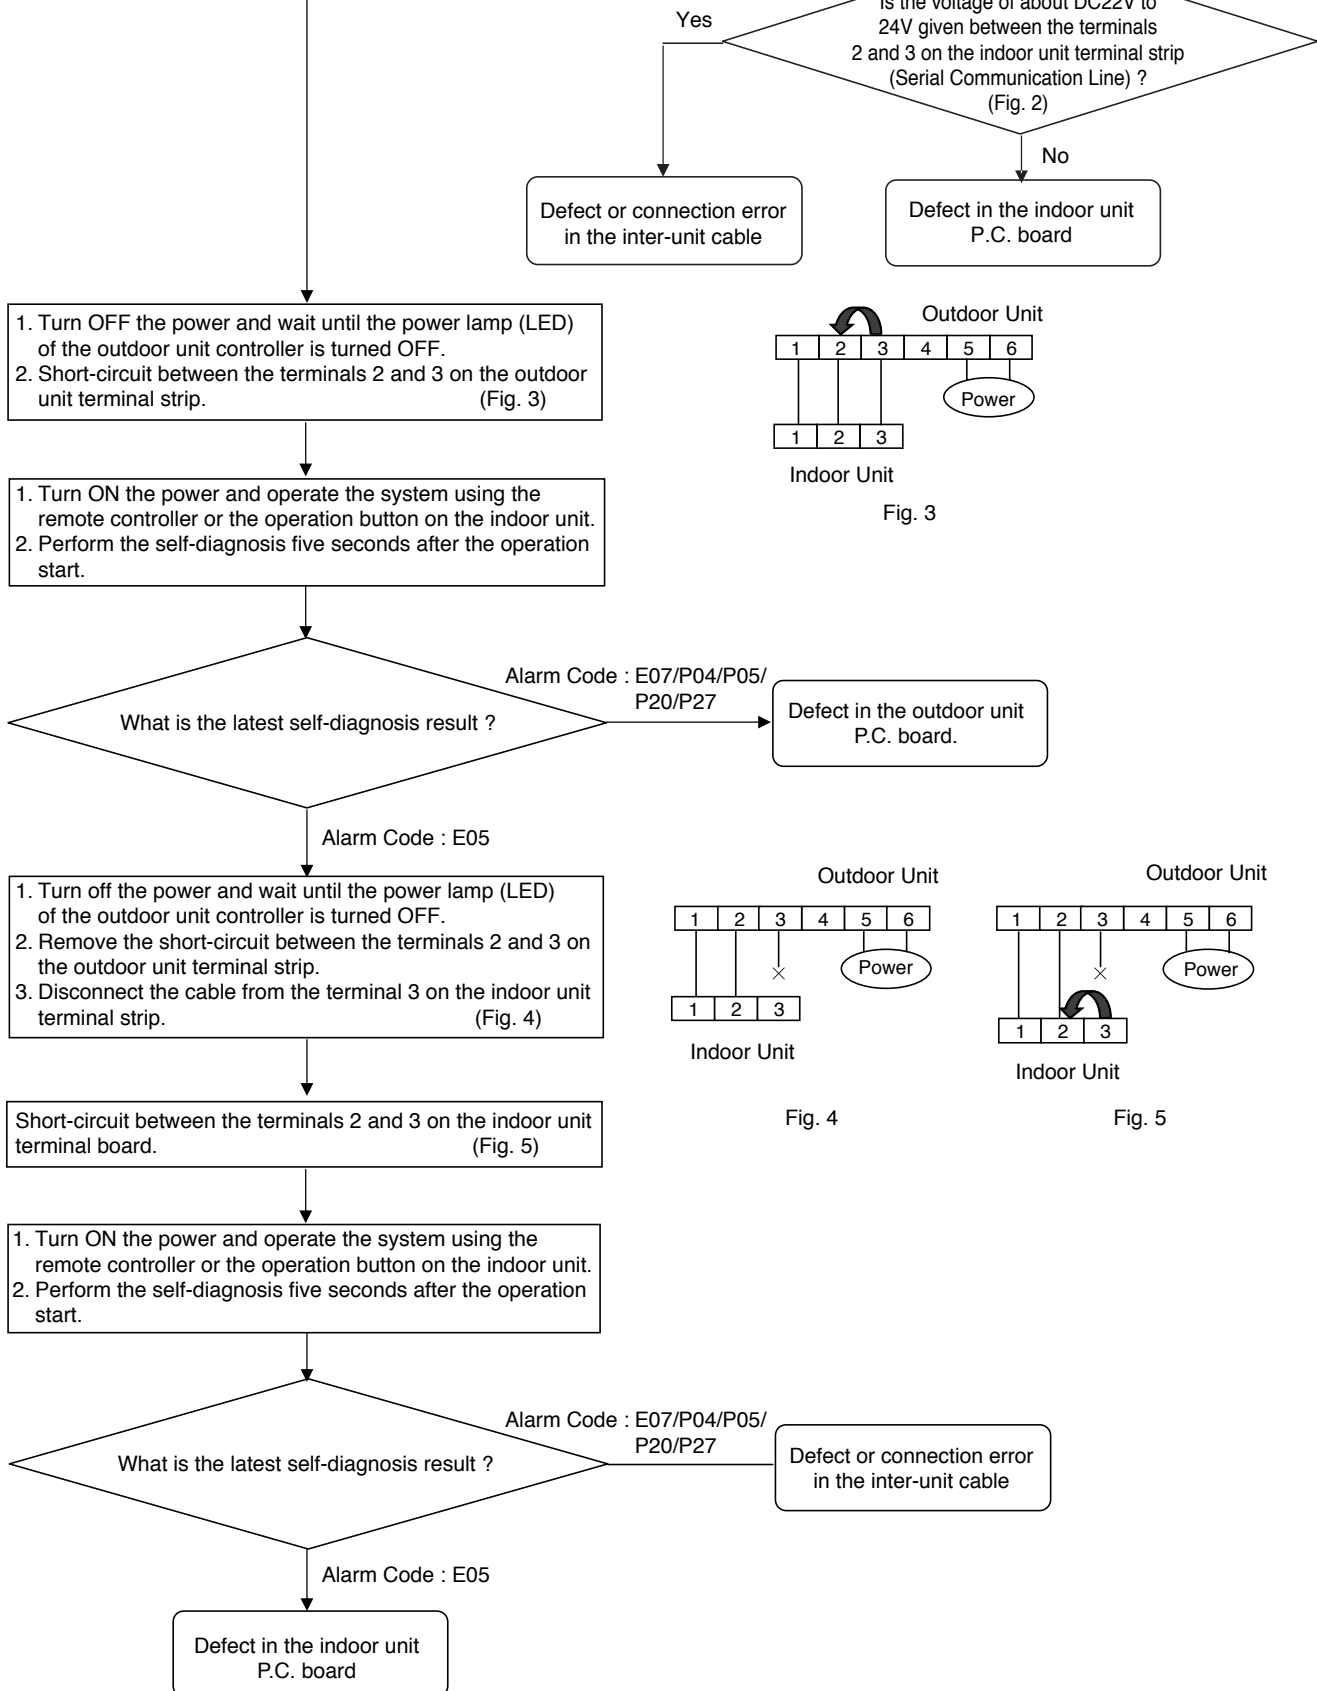 Is the voltage of about DC22V to
24V given between the terminals
2 and 3 on the indoor unit terminal strip
(Serial Communication Line) ?
(Fig. 2)
Yes
No
Defect or connection error
in the inter-unit cable
Defect in the indoor unit
P.C. board
1. Turn OFF the power and wait until the power lamp (LED)
of the outdoor unit controller is turned OFF.
2. Short-circuit between the terminals 2 and 3 on the outdoor
unit terminal strip. (Fig. 3)
Outdoor Unit
1 2 3 4 5 6
Power
1 2 3
Indoor Unit
Fig. 3
1. Turn ON the power and operate the system using the
remote controller or the operation button on the indoor unit.
2. Perform the self-diagnosis five seconds after the operation
start.
What is the latest self-diagnosis result ?
Alarm Code : E07/P04/P05/
P20/P27
Defect in the outdoor unit
P.C. board.
Alarm Code : E05
1. Turn off the power and wait until the power lamp (LED)
of the outdoor unit controller is turned OFF.
2. Remove the short-circuit between the terminals 2 and 3 on
the outdoor unit terminal strip.
3. Disconnect the cable from the terminal 3 on the indoor unit
terminal strip. (Fig. 4)
Outdoor Unit
1 2 3 4 5 6
Power
1 2 3
Indoor Unit
Fig. 4
Outdoor Unit
1 2 3 4 5 6
Power
1 2 3
Indoor Unit
Fig. 5
Short-circuit between the terminals 2 and 3 on the indoor unit
terminal board. (Fig. 5)
1. Turn ON the power and operate the system using the
remote controller or the operation button on the indoor unit.
2. Perform the self-diagnosis five seconds after the operation
start.
What is the latest self-diagnosis result ?
Alarm Code : E07/P04/P05/
P20/P27
Defect or connection error
in the inter-unit cable
Alarm Code : E05
Defect in the indoor unit
P.C. board